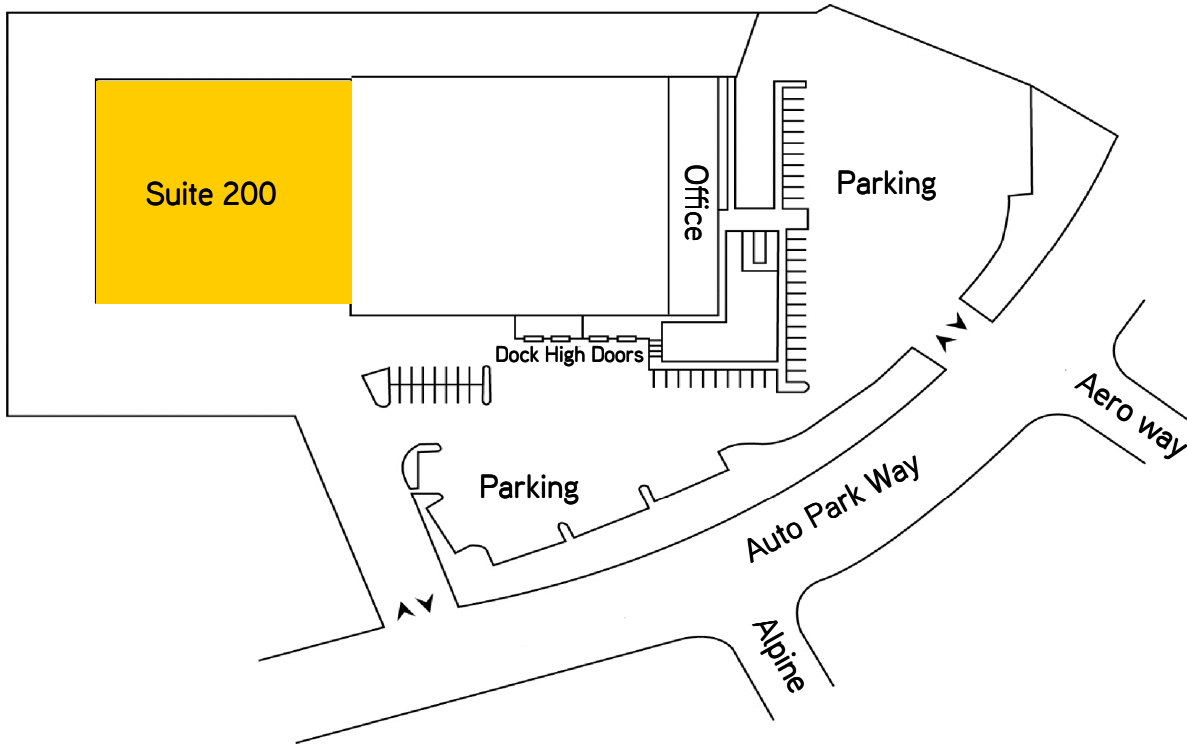 Suite 200
Office
Parking
Dock High Doors
Aero way
Parking
Auto Park Way
Alpine